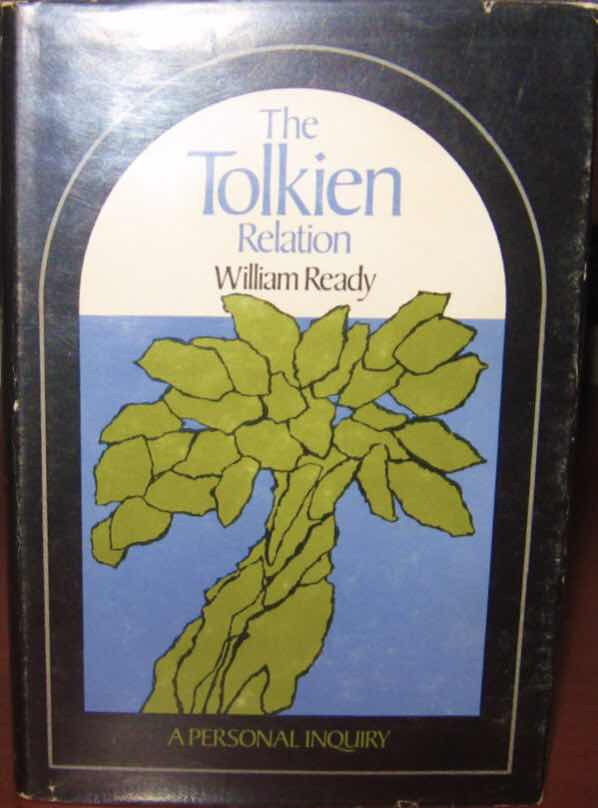 The
Tolkien
Relation
William Ready
A PERSONAL INQUIRY